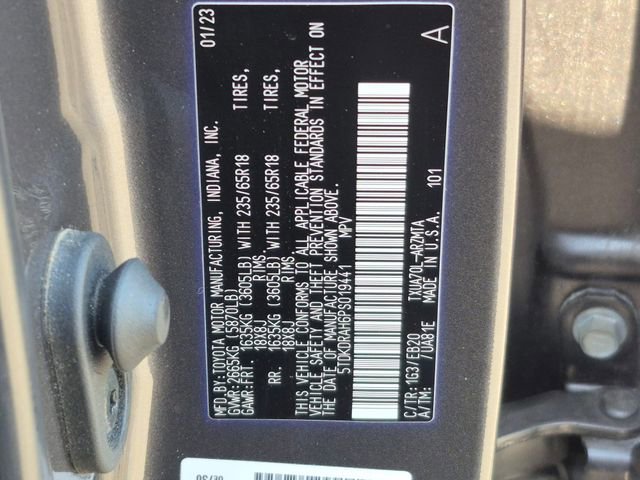 MFD.BY:TOYOTA MOTOR MANUFACTURING, INDIANA, INC. 01/23
GVWR:2665KG (5870LB)
GAWR:FRT. 1635KG (3605LB) WITH 235/65R18 TIRES,
18X8J RIMS,
RR. 1635KG (3605LB) WITH 235/65R18 TIRES,
18X8J RIMS.
THIS VEHICLE CONFORMS TO ALL APPLICABLE FEDERAL MOTOR
VEHICLE SAFETY AND THEFT PREVENTION STANDARDS IN EFFECT ON
THE DATE OF MANUFACTURE SHOWN ABOVE.
5TDKDRAH6PS019441 MPV
A
C/TR:1G3/FB20 TXUA70L-ARZMTA
A/TM: /UA81E MADE IN U.S.A. 101